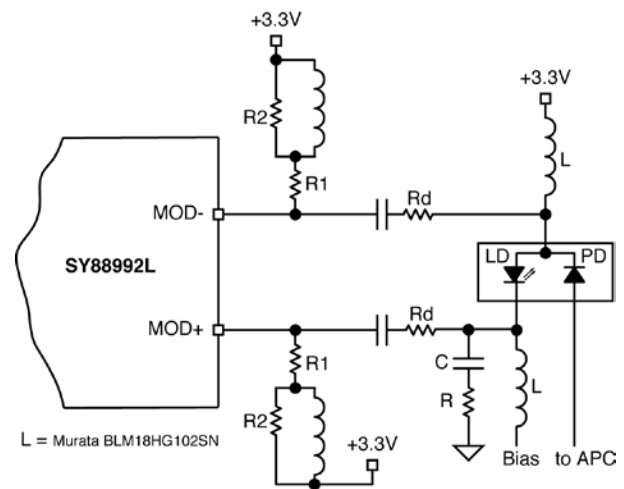 +3.3V
+3.3V
R2
L
R1
Rd
MOD-
LD
PD
SY88992L
Rd
MOD+
R1
C
L
R2
R
+3.3V
L = Murata BLM18HG102SN
Bias
to APC